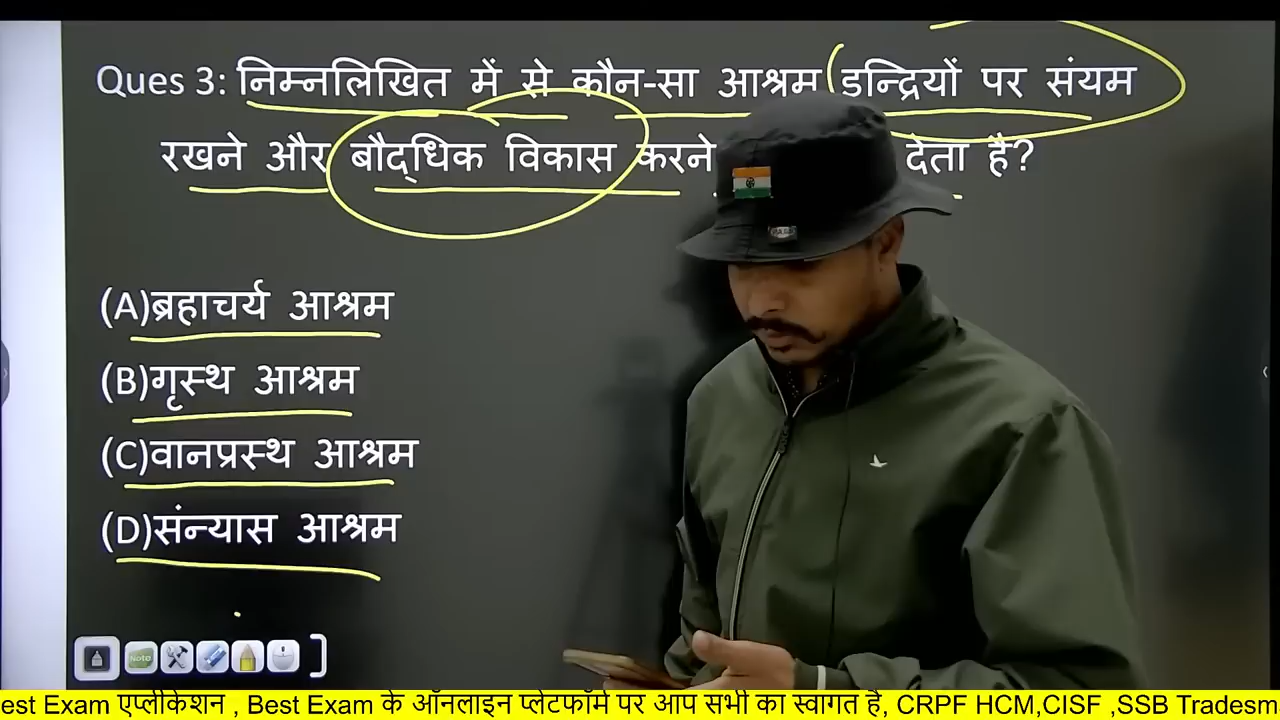 Ques 3: निम्नलिखित में से कौन-सा आश्रम डन्द्रियों पर संयम
रखने और बौद्धिक विकास करने देता है?
(A)ब्रहाचर्य आश्रम
(B)गृस्थ आश्रम
(C)वानप्रस्थ आश्रम
(D)संन्यास आश्रम
Note
est Exam एप्लीकेशन , Best Exam के ऑनलाइन प्लेटफॉर्म पर आप सभी का स्वागत है, CRPF HCM,CISF ,SSB Tradesm